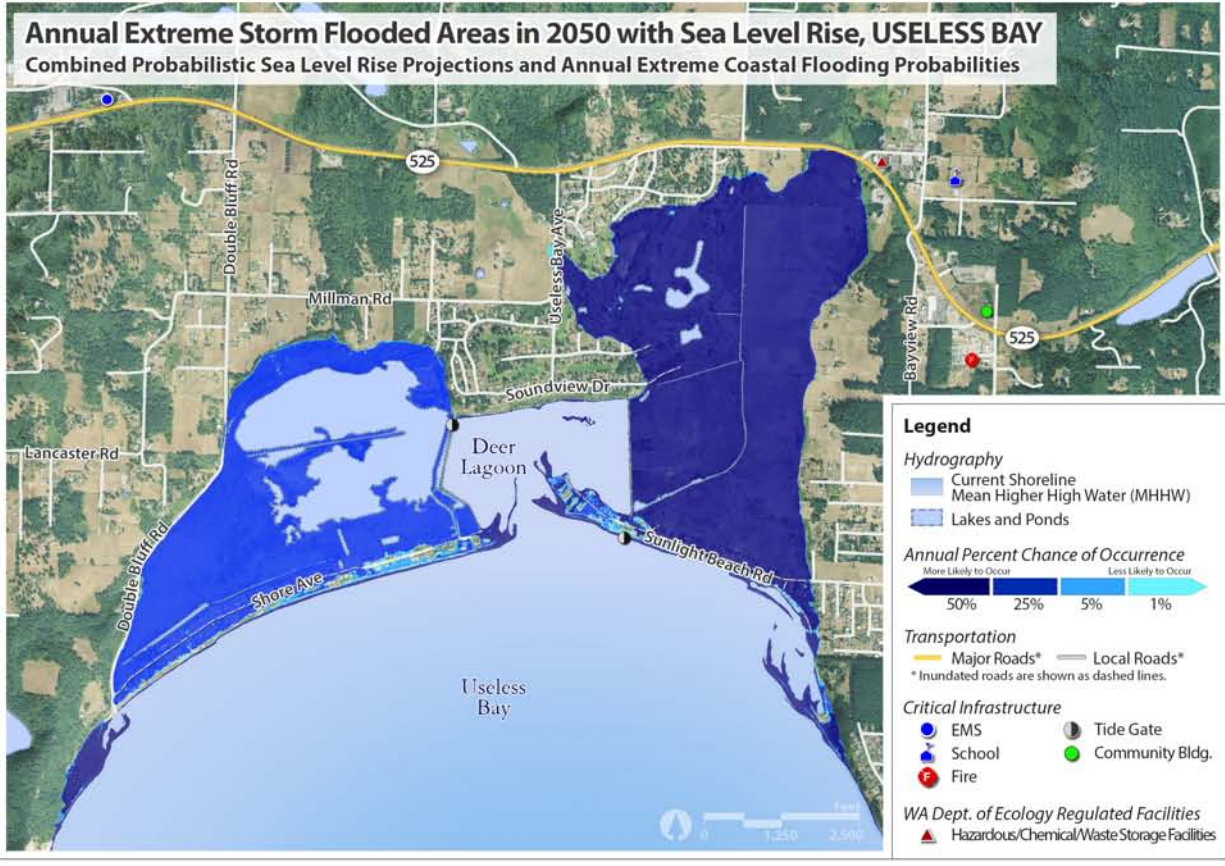 Annual Extreme Storm Flooded Areas in 2050 with Sea Level Rise, USELESS BAY
Combined Probabilistic Sea Level Rise Projections and Annual Extreme Coastal Flooding Probabilities
525
Double Bluff Rd
Useless Bay Ave
Millman Rd
Bayview Rd
525
Soundview Dr
Lancaster Rd
Deer
Lagoon
Double Bluff Rd
Shore Ave
Sunlight Beach Rd
Useless
Bay
Feet
0 1,250 2,500
Legend
Hydrography
Current Shoreline
Mean Higher High Water (MHHW)
Lakes and Ponds
Annual Percent Chance of Occurrence
More Likely to Occur Less Likely to Occur
50% 25% 5% 1%
Transportation
Major Roads* Local Roads*
* Inundated roads are shown as dashed lines.
Critical Infrastructure
EMS Tide Gate
School Community Bldg.
F Fire
WA Dept. of Ecology Regulated Facilities
Hazardous/Chemical/Waste Storage Facilities